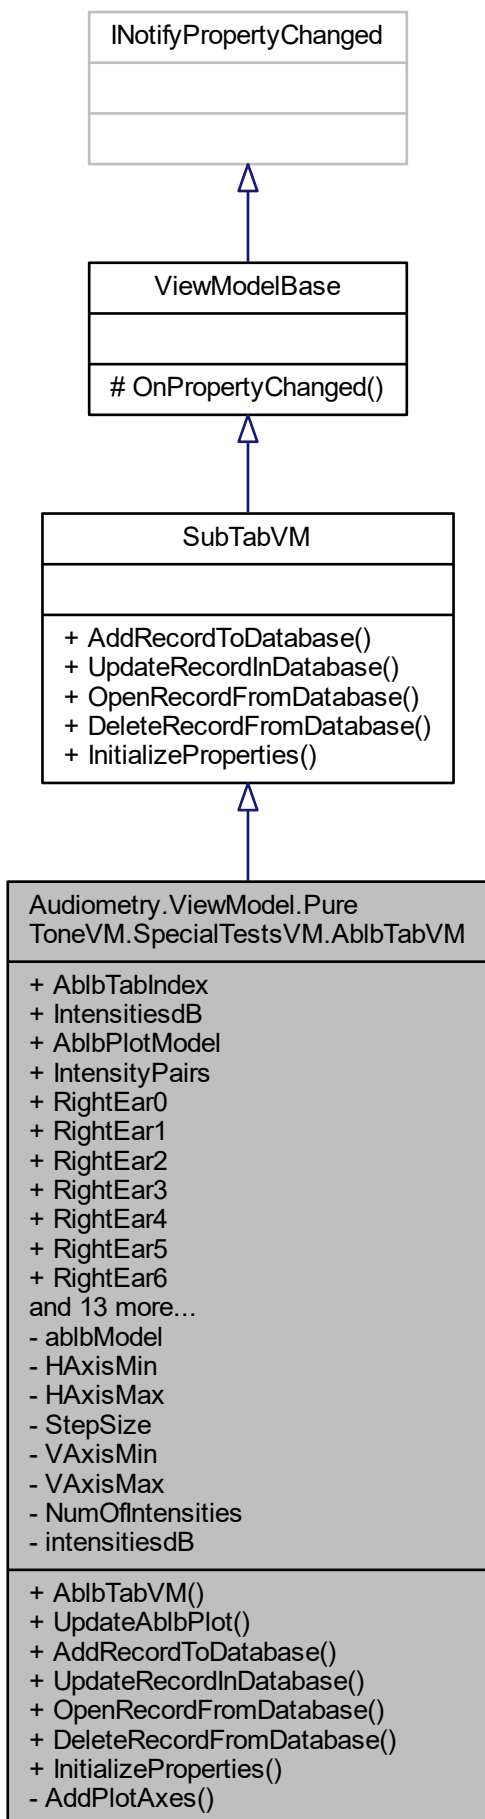 INotifyPropertyChanged
ViewModelBase
# OnPropertyChanged()
SubTabVM
+ AddRecordToDatabase()
+ UpdateRecordInDatabase()
+ OpenRecordFromDatabase()
+ DeleteRecordFromDatabase()
+ InitializeProperties()
Audiometry.ViewModel.Pure
ToneVM.SpecialTestsVM.AblbTabVM
+ AblbTabIndex
+ IntensitiesdB
+ AblbPlotModel
+ IntensityPairs
+ RightEar0
+ RightEar1
+ RightEar2
+ RightEar3
+ RightEar4
+ RightEar5
+ RightEar6
and 13 more...
- ablbModel
- HAxisMin
- HAxisMax
- StepSize
- VAxisMin
- VAxisMax
- NumOfIntensities
- intensitiesdB
+ AblbTabVM()
+ UpdateAblbPlot()
+ AddRecordToDatabase()
+ UpdateRecordInDatabase()
+ OpenRecordFromDatabase()
+ DeleteRecordFromDatabase()
+ InitializeProperties()
- AddPlotAxes()